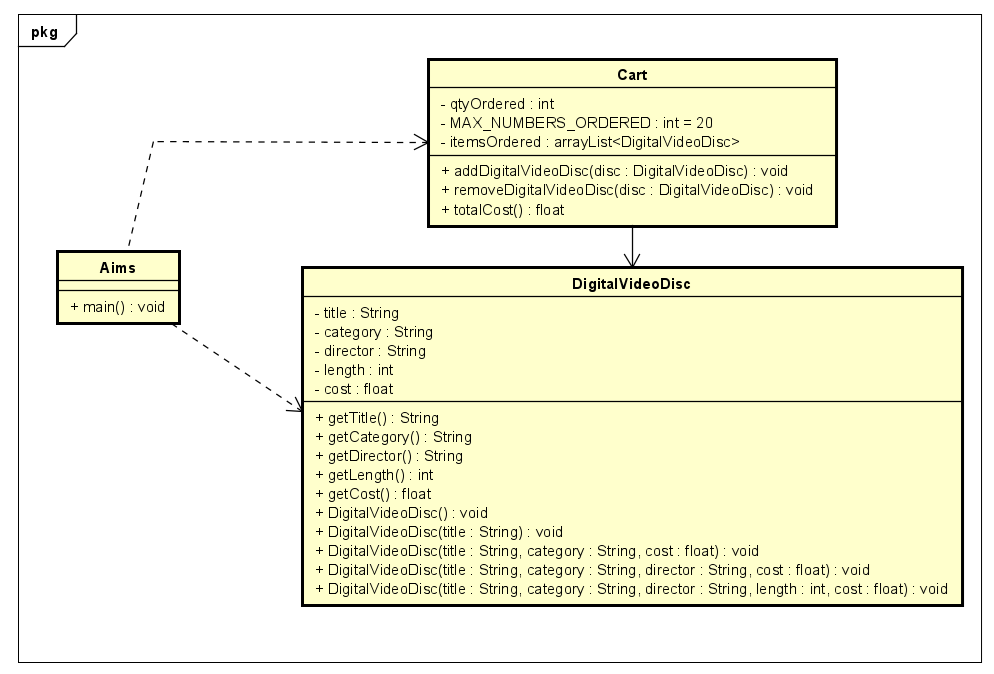 pkg
Cart
- qtyOrdered : int
- MAX_NUMBERS_ORDERED : int = 20
- itemsOrdered : arrayList<DigitalVideoDisc>
+ addDigitalVideoDisc(disc : DigitalVideoDisc) : void
+ removeDigitalVideoDisc(disc : DigitalVideoDisc) : void
+ totalCost() : float
Aims
+ main() : void
DigitalVideoDisc
- title : String
- category : String
- director : String
- length : int
- cost : float
+ getTitle() : String
+ getCategory() : String
+ getDirector() : String
+ getLength() : int
+ getCost() : float
+ DigitalVideoDisc() : void
+ DigitalVideoDisc(title : String) : void
+ DigitalVideoDisc(title : String, category : String, cost : float) : void
+ DigitalVideoDisc(title : String, category : String, director : String, cost : float) : void
+ DigitalVideoDisc(title : String, category : String, director : String, length : int, cost : float) : void